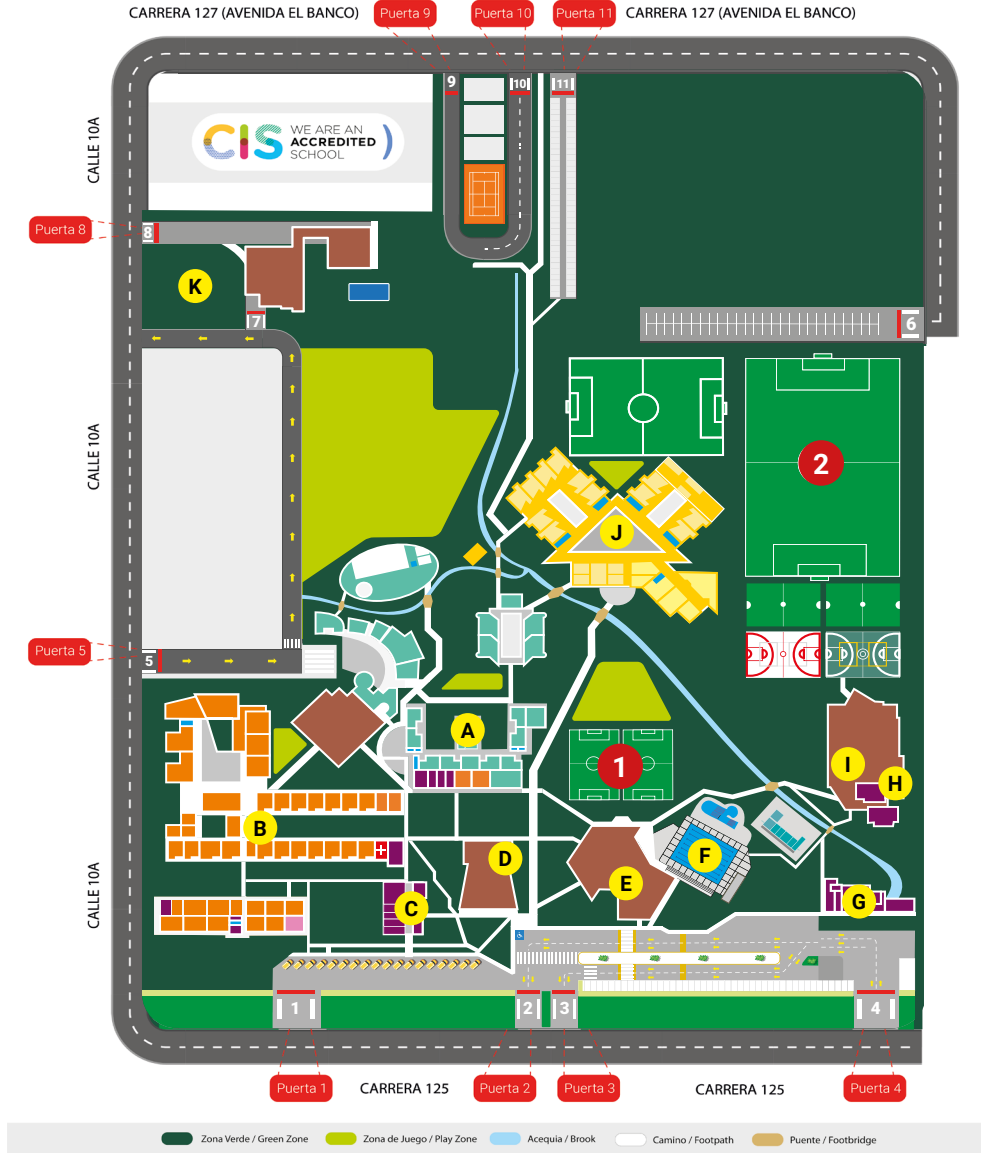 CARRERA 127 (AVENIDA EL BANCO)
Puerta 9
Puerta 10
Puerta 11
CARRERA 127 (AVENIDA EL BANCO)
9
10
11
CALLE 10A
CIS
WE ARE AN
ACCREDITED
SCHOOL
Puerta 8
8
K
7
6
CALLE 10A
2
J
Puerta 5
5
A
1
I
H
B
D
F
E
C
G
CALLE 10A
1
2
3
4
Puerta 1
CARRERA 125
Puerta 2
Puerta 3
CARRERA 125
Puerta 4
Zona Verde / Green Zone
Zona de Juego / Play Zone
Acequia / Brook
Camino / Footpath
Puente / Footbridge